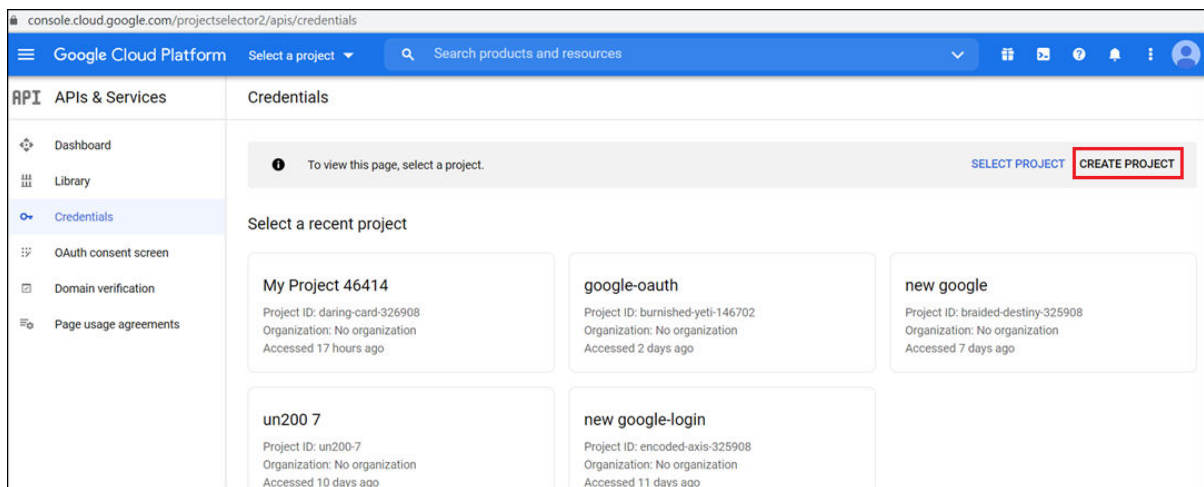 console.cloud.google.com/projectselector2/apis/credentials
Google Cloud Platform
Select a project
Search products and resources
API APIs & Services
Credentials
Dashboard
Library
Credentials
OAuth consent screen
Domain verification
Page usage agreements
To view this page, select a project.
SELECT PROJECT
CREATE PROJECT
Select a recent project
My Project 46414
Project ID: daring-card-326908
Organization: No organization
Accessed 17 hours ago
google-oauth
Project ID: burnished-yeti-146702
Organization: No organization
Accessed 2 days ago
new google
Project ID: braided-destiny-325908
Organization: No organization
Accessed 7 days ago
un200 7
Project ID: un200-7
Organization: No organization
Accessed 10 days ago
new google-login
Project ID: encoded-axis-325908
Organization: No organization
Accessed 11 days ago